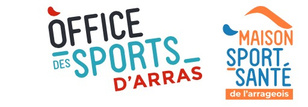 OFFICE
DES SPORTS
D'ARRAS
MAISON
SPORT
SANTÉ
de l'arrageois